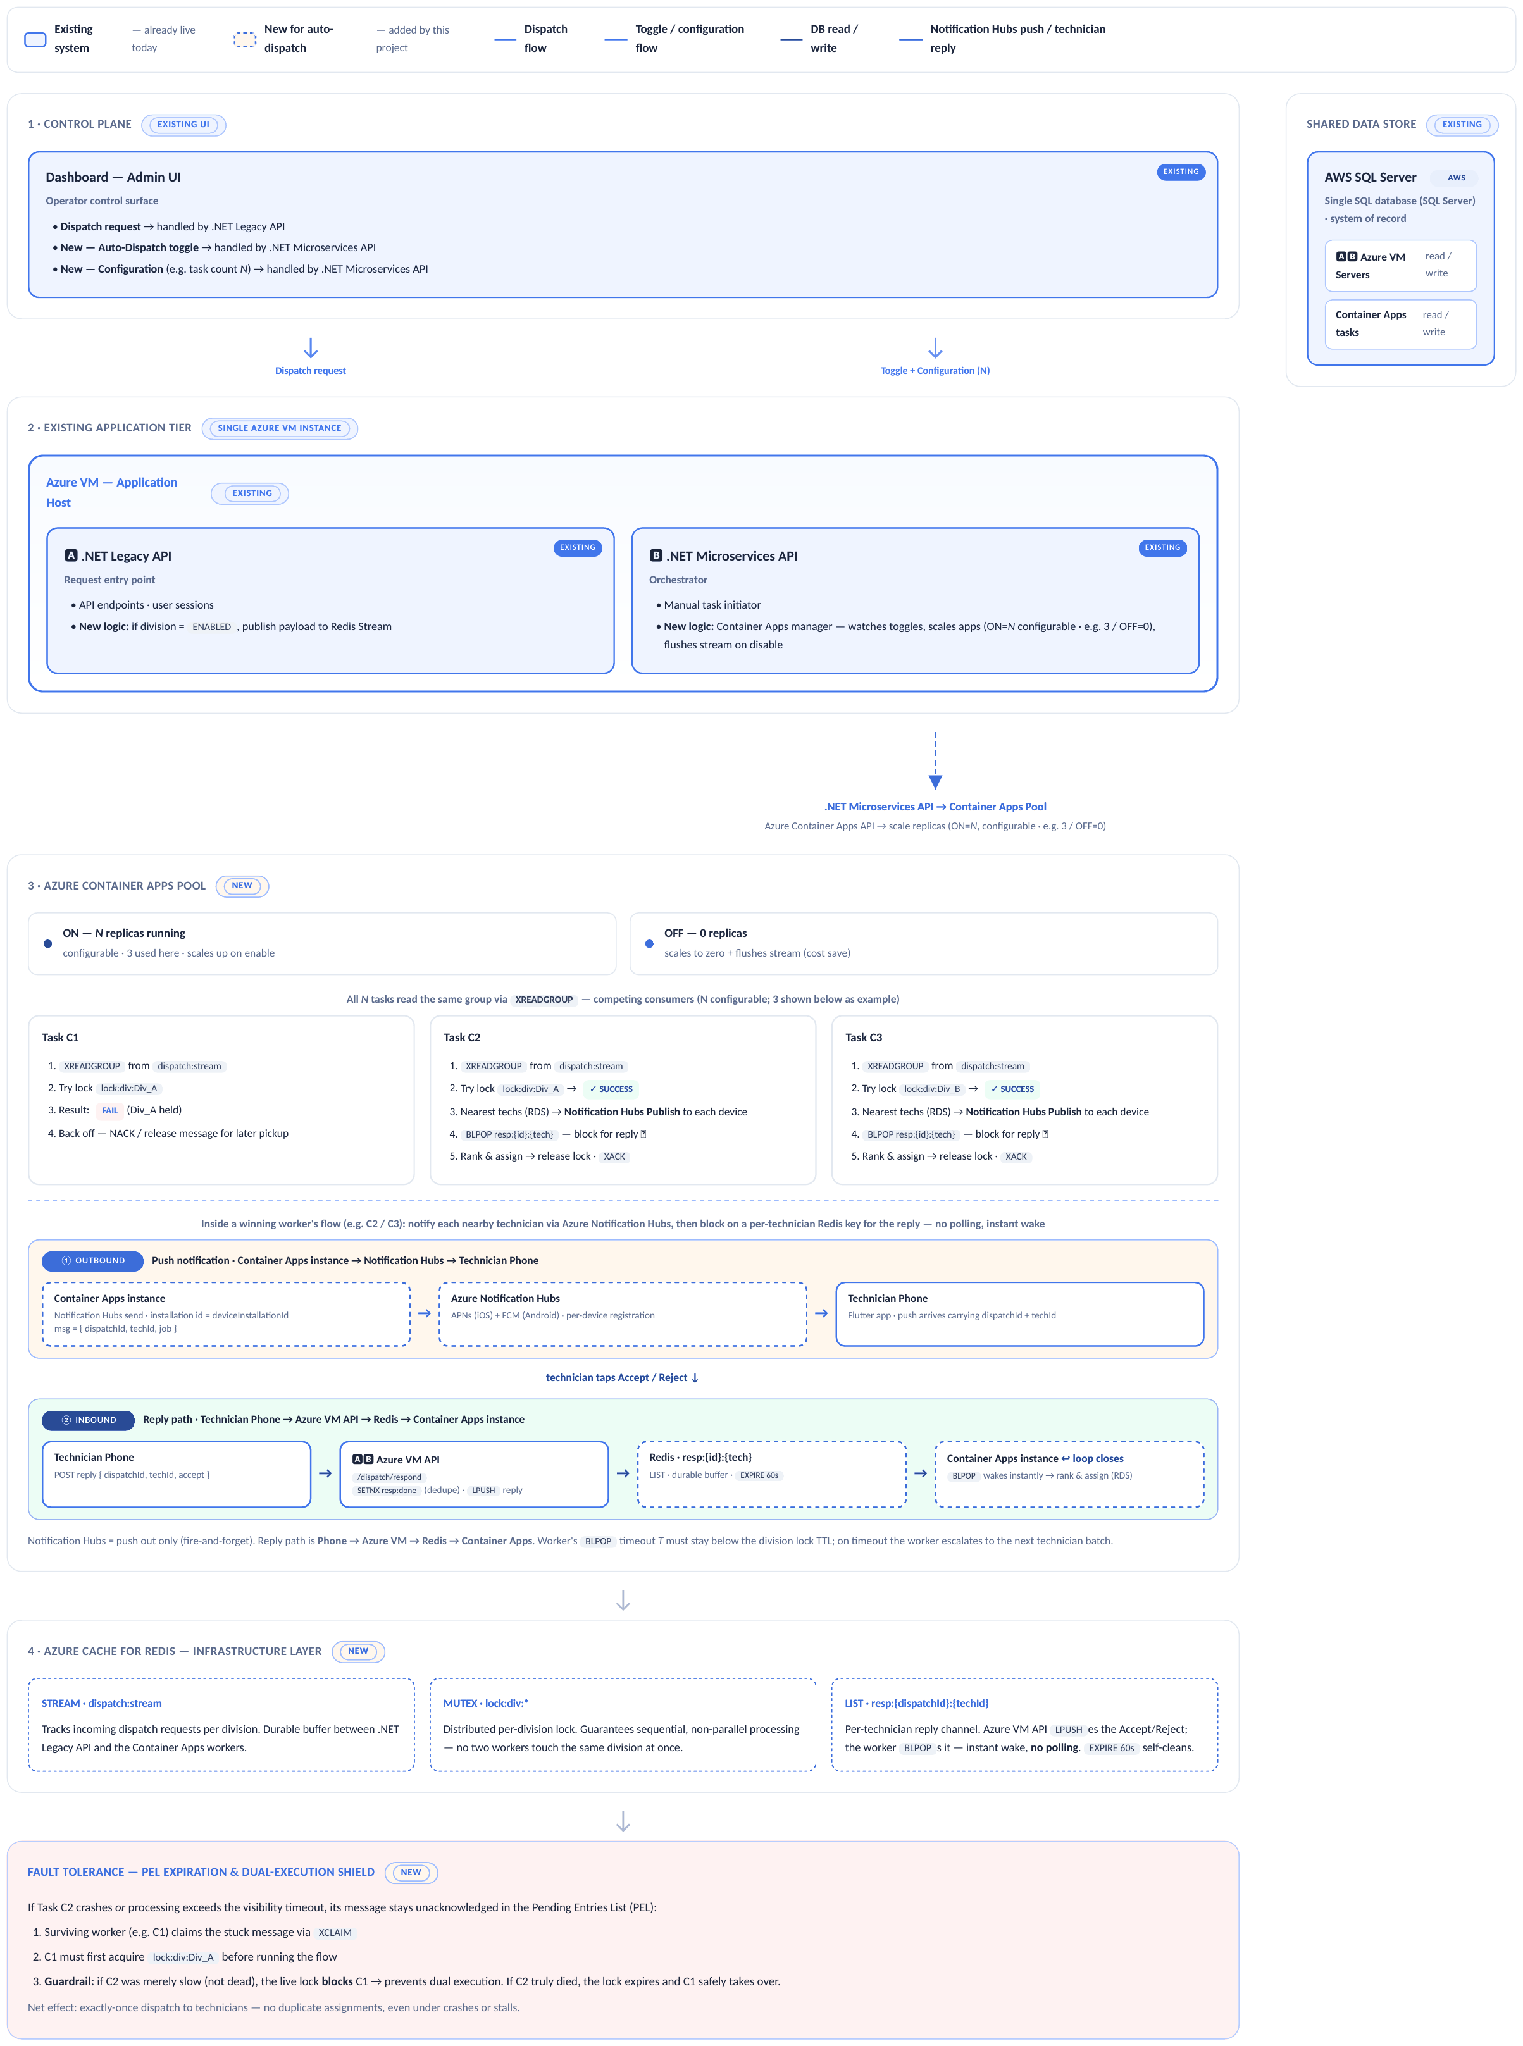 Existing system
— already live today
New for auto-dispatch
— added by this project
Dispatch flow
Toggle / configuration flow
DB read / write
Notification Hubs push / technician reply
1 · CONTROL PLANE EXISTING UI
Dashboard — Admin UI EXISTING
Operator control surface
• Dispatch request → handled by .NET Legacy API
• New — Auto-Dispatch toggle → handled by .NET Microservices API
• New — Configuration (e.g. task count N) → handled by .NET Microservices API
SHARED DATA STORE EXISTING
AWS SQL Server AWS
Single SQL database (SQL Server)
· system of record
🅰🅱 Azure VM Servers read / write
Container Apps tasks read / write
↓ ↓
Dispatch request Toggle + Configuration (N)
2 · EXISTING APPLICATION TIER SINGLE AZURE VM INSTANCE
Azure VM — Application
Host EXISTING
🅰 .NET Legacy API EXISTING
Request entry point
• API endpoints · user sessions
• New logic: if division = ENABLED , publish payload to Redis Stream
🅱 .NET Microservices API EXISTING
Orchestrator
• Manual task initiator
• New logic: Container Apps manager — watches toggles, scales apps (ON=N configurable · e.g. 3 / OFF=0),
flushes stream on disable
.NET Microservices API → Container Apps Pool
Azure Container Apps API → scale replicas (ON=N, configurable · e.g. 3 / OFF=0)
3 · AZURE CONTAINER APPS POOL NEW
ON — N replicas running
configurable · 3 used here · scales up on enable
OFF — 0 replicas
scales to zero + flushes stream (cost save)
All N tasks read the same group via XREADGROUP — competing consumers (N configurable; 3 shown below as example)
Task C1
1. XREADGROUP from dispatch:stream
2. Try lock lock:div:Div_A
3. Result: FAIL (Div_A held)
4. Back off — NACK / release message for later pickup
Task C2
1. XREADGROUP from dispatch:stream
2. Try lock lock:div:Div_A → ✓ SUCCESS
3. Nearest techs (RDS) → Notification Hubs Publish to each device
4. BLPOP resp:{id}:{tech} — block for reply
5. Rank & assign → release lock · XACK
Task C3
1. XREADGROUP from dispatch:stream
2. Try lock lock:div:Div_B → ✓ SUCCESS
3. Nearest techs (RDS) → Notification Hubs Publish to each device
4. BLPOP resp:{id}:{tech} — block for reply
5. Rank & assign → release lock · XACK
Inside a winning worker's flow (e.g. C2 / C3): notify each nearby technician via Azure Notification Hubs, then block on a per-technician Redis key for the reply — no polling, instant wake
① OUTBOUND Push notification · Container Apps instance → Notification Hubs → Technician Phone
Container Apps instance
Notification Hubs send · installation id = deviceInstallationId
msg = { dispatchId, techId, job }
→
Azure Notification Hubs
APNs (iOS) + FCM (Android) · per-device registration
→
Technician Phone
Flutter app · push arrives carrying dispatchId + techId
technician taps Accept / Reject ↓
② INBOUND Reply path · Technician Phone → Azure VM API → Redis → Container Apps instance
Technician Phone
POST reply { dispatchId, techId, accept }
→
🅰🅱 Azure VM API
/dispatch/respond
SETNX resp:done (dedupe) · LPUSH reply
→
Redis · resp:{id}:{tech}
LIST · durable buffer · EXPIRE 60s
→
Container Apps instance ↩ loop closes
BLPOP wakes instantly → rank & assign (RDS)
Notification Hubs = push out only (fire-and-forget). Reply path is Phone → Azure VM → Redis → Container Apps. Worker's BLPOP timeout T must stay below the division lock TTL; on timeout the worker escalates to the next technician batch.
↓
4 · AZURE CACHE FOR REDIS — INFRASTRUCTURE LAYER NEW
STREAM · dispatch:stream
Tracks incoming dispatch requests per division. Durable buffer between .NET
Legacy API and the Container Apps workers.
MUTEX · lock:div:*
Distributed per-division lock. Guarantees sequential, non-parallel processing
— no two workers touch the same division at once.
LIST · resp:{dispatchId}:{techId}
Per-technician reply channel. Azure VM API LPUSH es the Accept/Reject;
the worker BLPOP s it — instant wake, no polling. EXPIRE 60s self-cleans.
↓
FAULT TOLERANCE — PEL EXPIRATION & DUAL-EXECUTION SHIELD NEW
If Task C2 crashes or processing exceeds the visibility timeout, its message stays unacknowledged in the Pending Entries List (PEL):
1. Surviving worker (e.g. C1) claims the stuck message via XCLAIM
2. C1 must first acquire lock:div:Div_A before running the flow
3. Guardrail: if C2 was merely slow (not dead), the live lock blocks C1 → prevents dual execution. If C2 truly died, the lock expires and C1 safely takes over.
Net effect: exactly-once dispatch to technicians — no duplicate assignments, even under crashes or stalls.